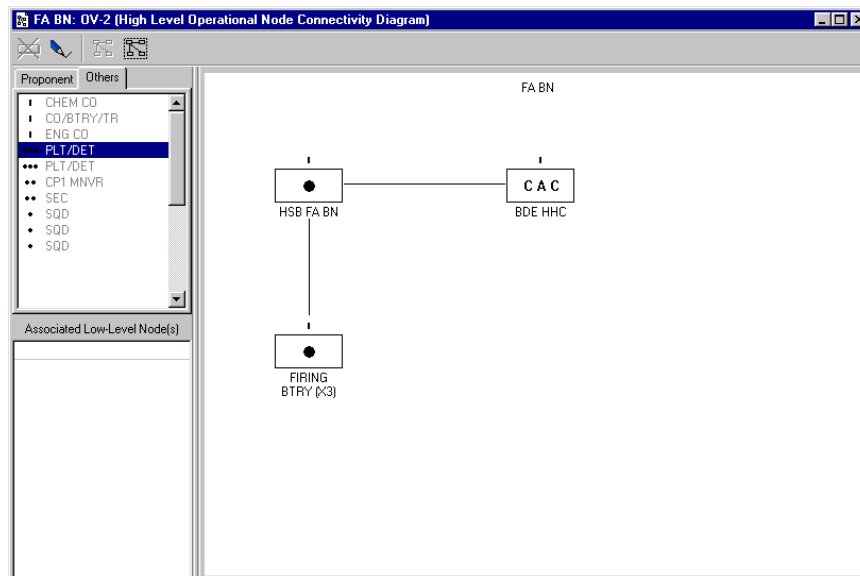 FA BN: OV-2 (High Level Operational Node Connectivity Diagram)
Proponent Others
CHEM CO
CO/BTRY/TR
ENG CO
PLT/DET
PLT/DET
CP1 MNVR
SEC
SQD
SQD
SQD
Associated Low-Level Node(s)
FA BN
C A C
HSB FA BN
BDE HHC
FIRING
BTRY (X3)